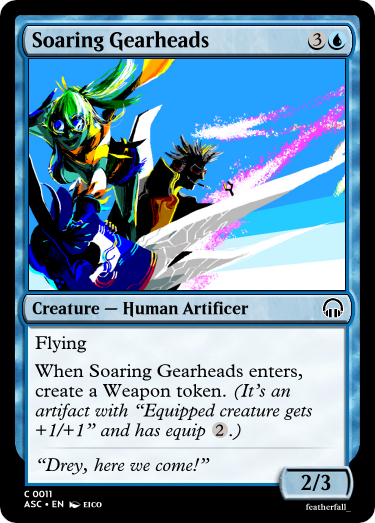 Soaring Gearheads 3
Creature — Human Artificer
Flying
When Soaring Gearheads enters,
create a Weapon token. (It's an
artifact with “Equipped creature gets
+1/+1” and has equip 2.)
“Drey, here we come!”
2/3
C 0011
ASC • EN EICO
featherfall_